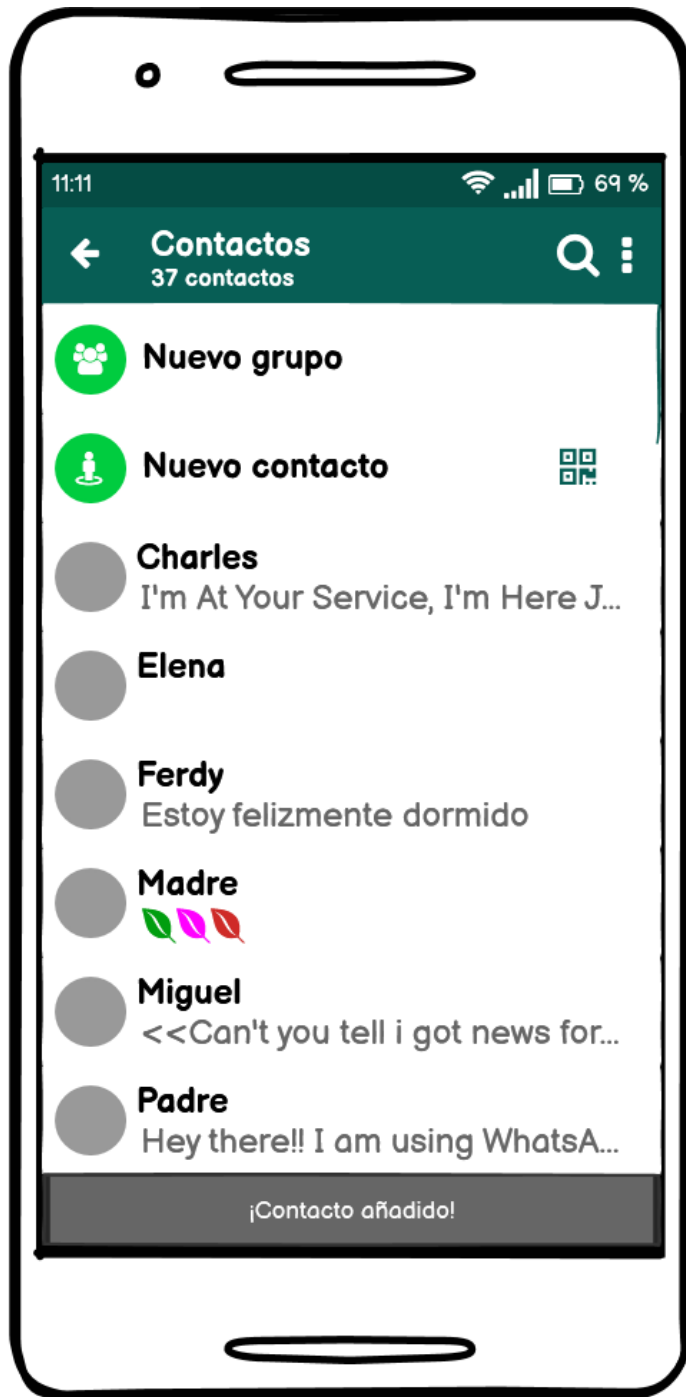 11:11 69 %
Contactos
37 contactos
Nuevo grupo
Nuevo contacto
Charles
I'm At Your Service, I'm Here J...
Elena
Ferdy
Estoy felizmente dormido
Madre
Miguel
<<Can't you tell i got news for...
Padre
Hey there!! I am using WhatsA...
¡Contacto añadido!